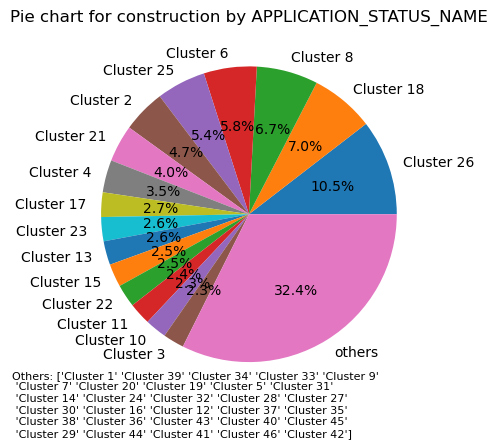 Pie chart for construction by APPLICATION_STATUS_NAME
Cluster 6
Cluster 8
Cluster 25
Cluster 18
Cluster 2
Cluster 21
Cluster 26
Cluster 4
Cluster 17
Cluster 23
Cluster 13
Cluster 15
Cluster 22
Cluster 11
Cluster 10
Cluster 3
others
5.8%
6.7%
5.4%
7.0%
4.7%
4.0%
10.5%
3.5%
2.7%
2.6%
2.6%
2.5%
2.5%
2.4%
2.3%
2.3%
32.4%
Others: ['Cluster 1' 'Cluster 39' 'Cluster 34' 'Cluster 33' 'Cluster 9'
'Cluster 7' 'Cluster 20' 'Cluster 19' 'Cluster 5' 'Cluster 31'
'Cluster 14' 'Cluster 24' 'Cluster 32' 'Cluster 28' 'Cluster 27'
'Cluster 30' 'Cluster 16' 'Cluster 12' 'Cluster 37' 'Cluster 35'
'Cluster 38' 'Cluster 36' 'Cluster 43' 'Cluster 40' 'Cluster 45'
'Cluster 29' 'Cluster 44' 'Cluster 41' 'Cluster 46' 'Cluster 42']